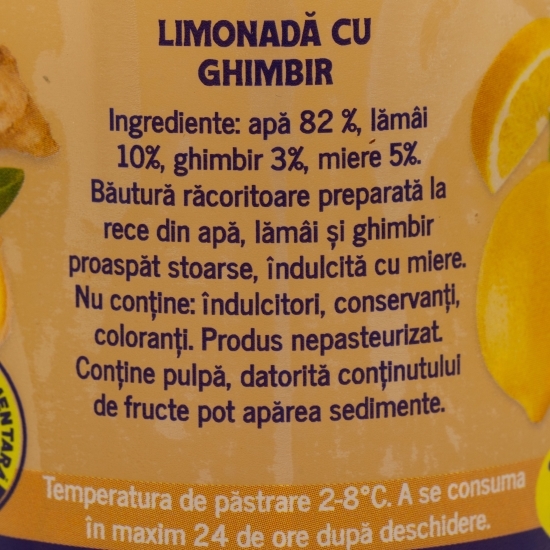 LIMONADĂ CU
GHIMBIR
Ingrediente: apă 82 %, lămâi
10%, ghimbir 3%, miere 5%.
Băutură răcoritoare preparată la
rece din apă, lămâi și ghimbir
proaspăt stoarse, îndulcită cu miere.
Nu conține: îndulcitori, conservanți,
coloranți. Produs nepasteurizat.
Conține pulpă, datorită conținutului
de fructe pot apărea sedimente.
Temperatura de păstrare 2-8°C. A se consuma
în maxim 24 de ore după deschidere.